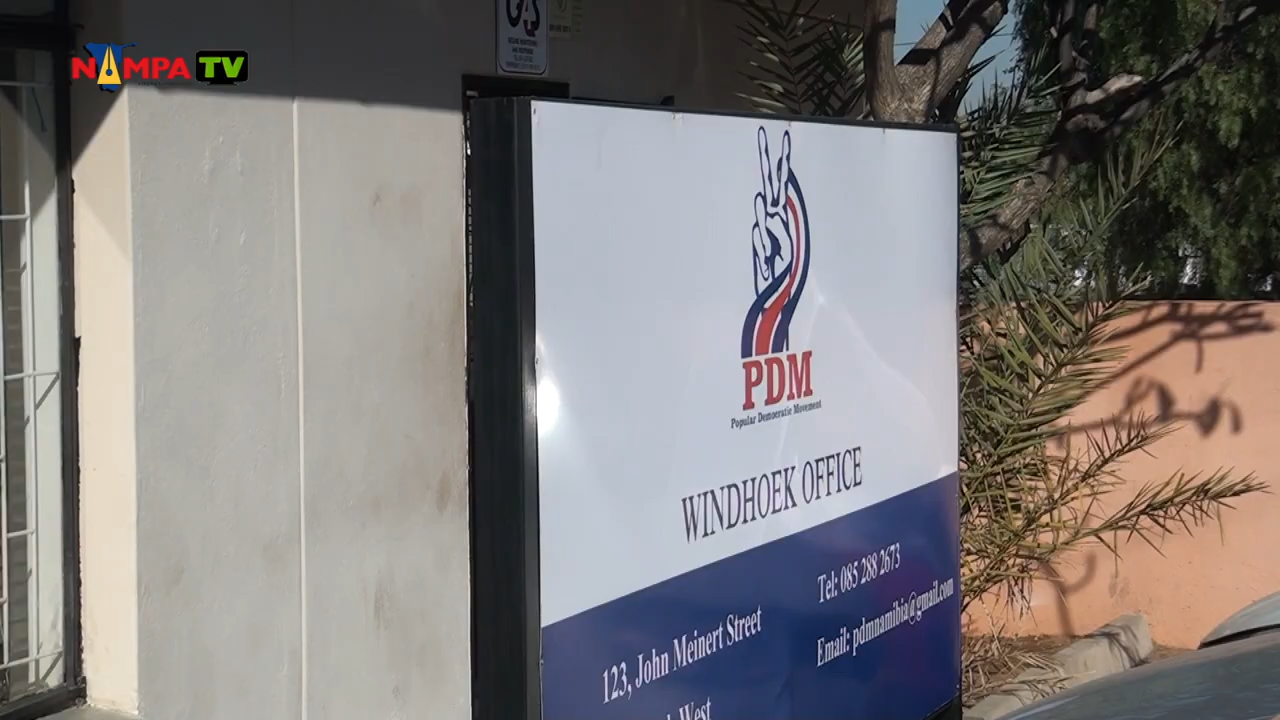 NAMPA TV
G4S
PDM
Popular Democratic Movement
WINDHOEK OFFICE
Tel: 085 288 2673
Email: pdmnamibia@gmail.com
123, John Meinert Street
West